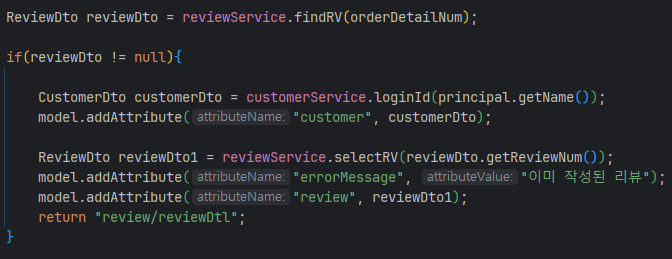 ReviewDto reviewDto = reviewService.findRV(orderDetailNum);
if(reviewDto != null){
CustomerDto customerDto = customerService.loginId(principal.getName());
model.addAttribute( attributeName: "customer", customerDto);
ReviewDto reviewDto1 = reviewService.selectRV(reviewDto.getReviewNum());
model.addAttribute( attributeName: "errorMessage", attributeValue: "이미 작성된 리뷰");
model.addAttribute( attributeName: "review", reviewDto1);
return "review/reviewDtl";
}